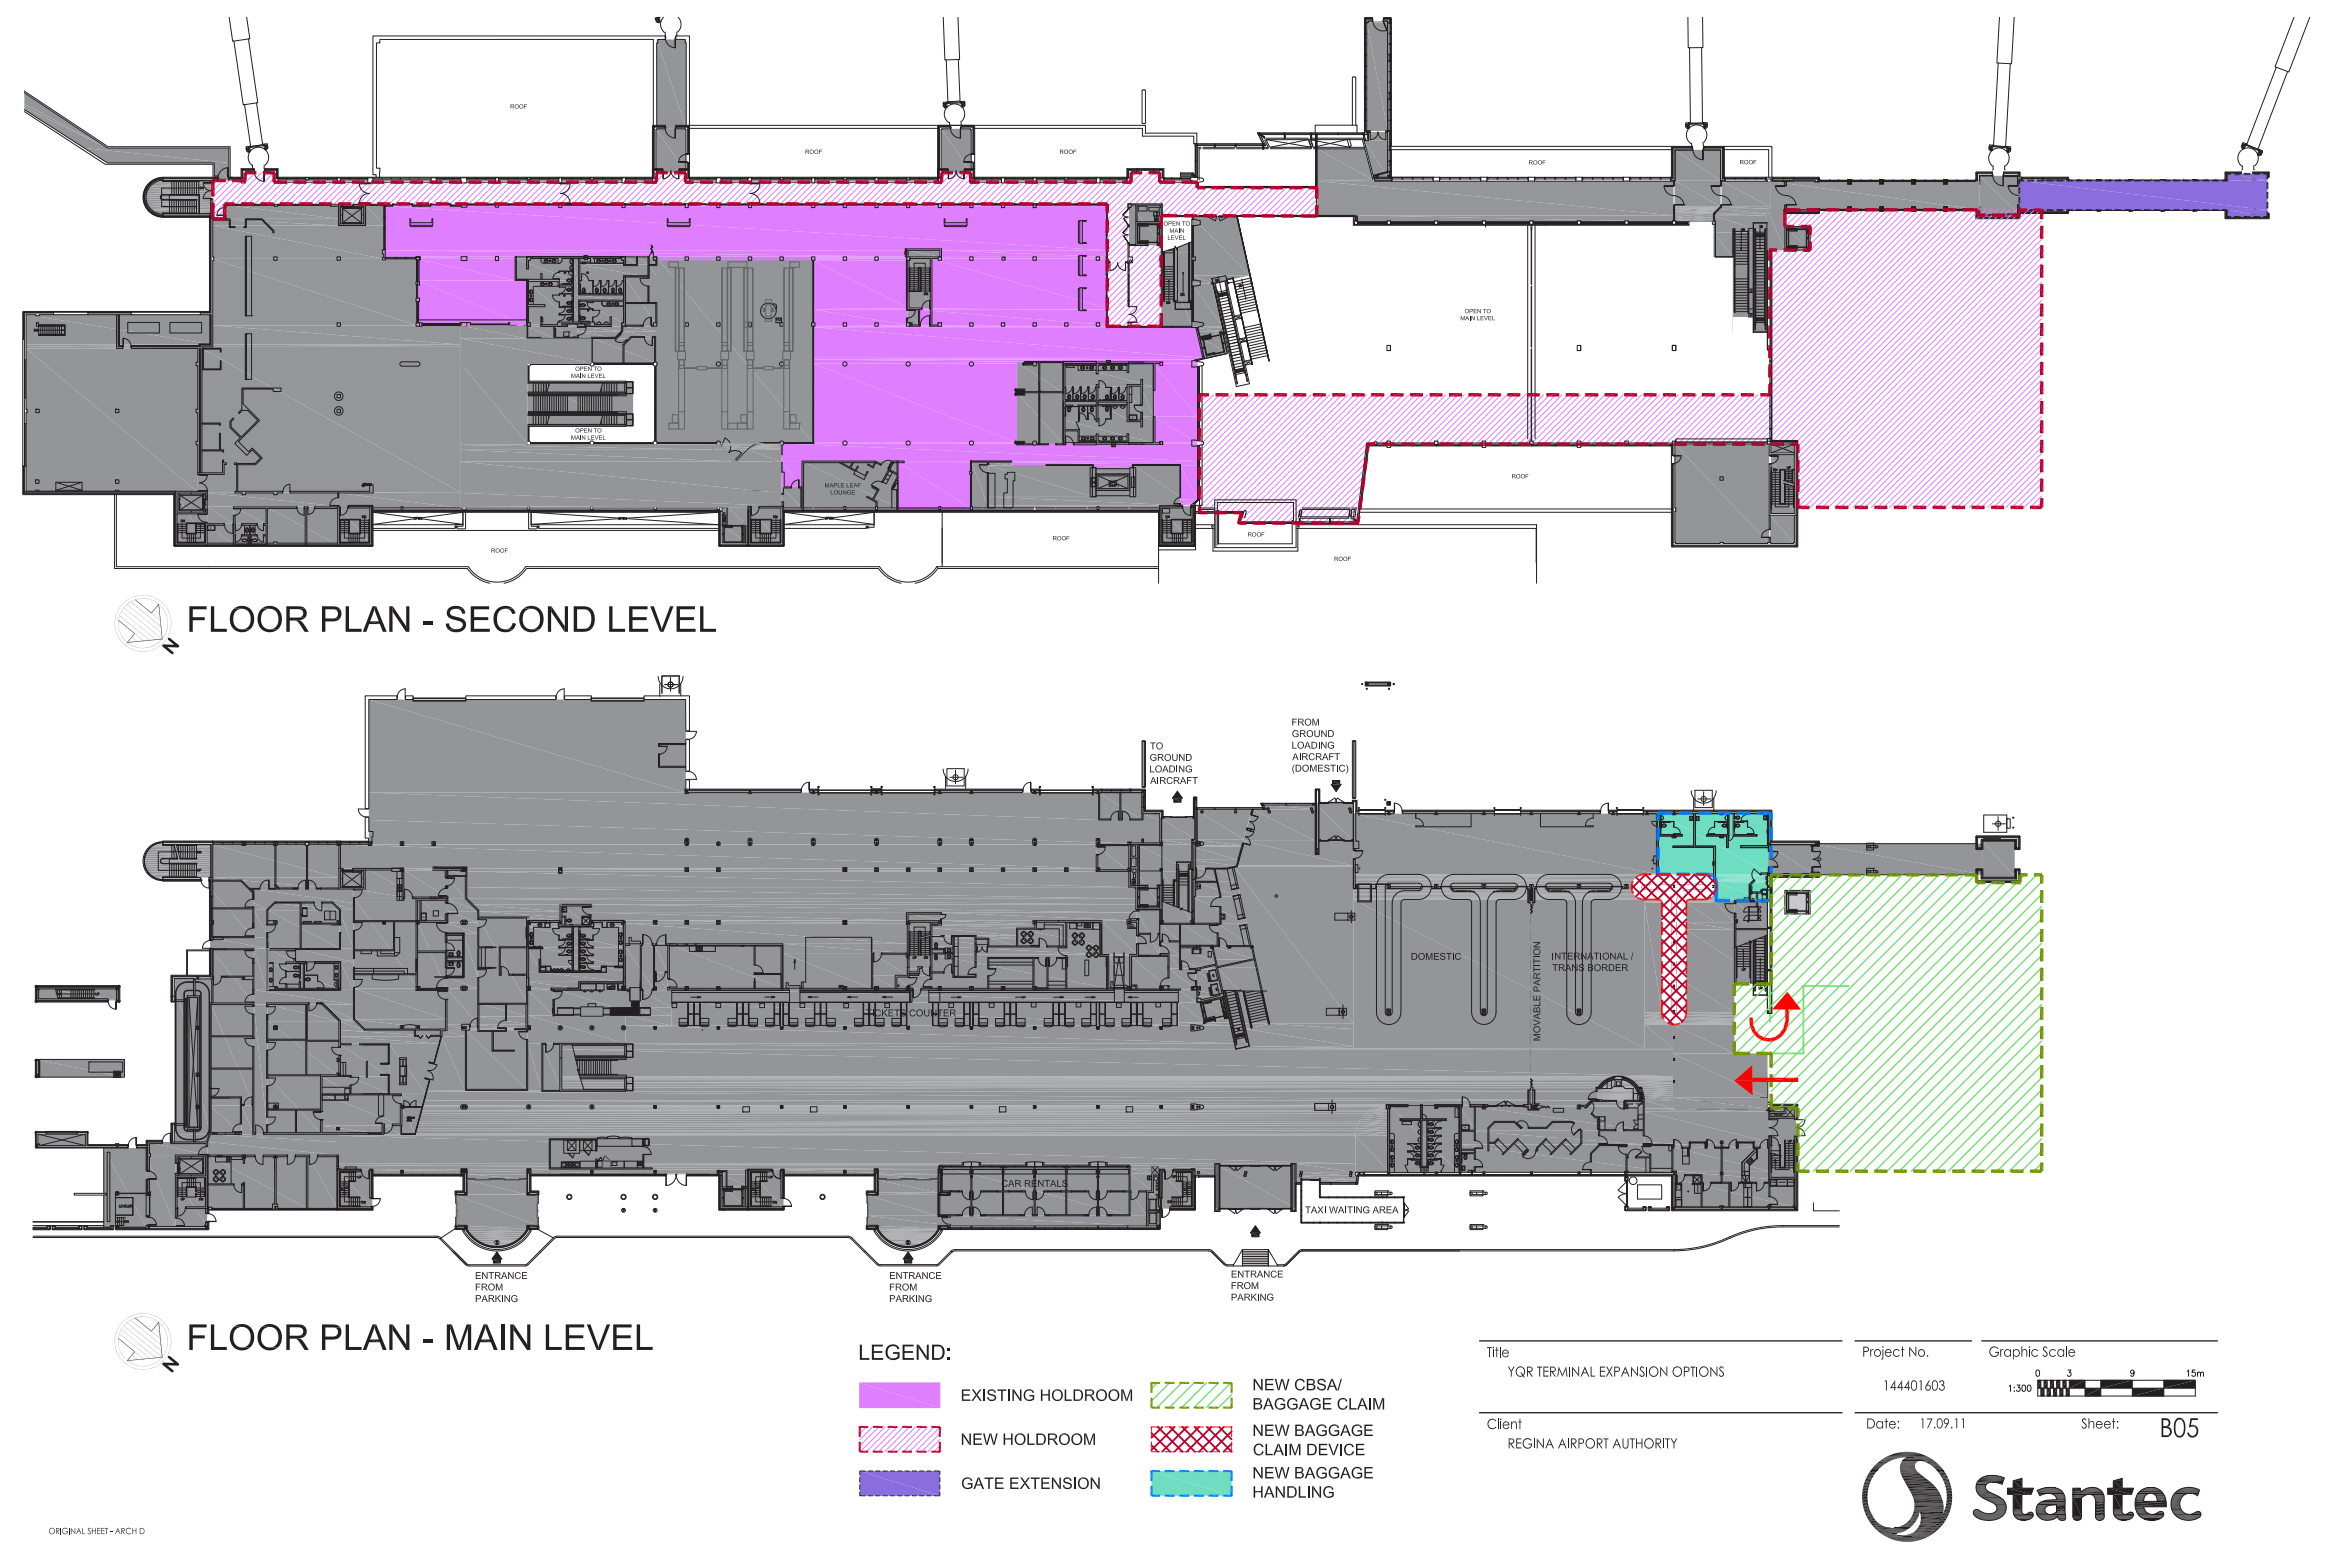 ROOF
ROOF
ROOF
ROOF
ROOF
OPEN TO
MAIN
LEVEL
OPEN TO
MAIN LEVEL
OPEN TO
MAIN LEVEL
OPEN TO
MAIN LEVEL
MAPLE LEAF
LOUNGE
ROOF
ROOF
ROOF
ROOF
ROOF
N
FLOOR PLAN - SECOND LEVEL
TO
GROUND
LOADING
AIRCRAFT
FROM
GROUND
LOADING
AIRCRAFT
(DOMESTIC)
DOMESTIC
MOVABLE PARTITION
INTERNATIONAL /
TRANS BORDER
TICKETS COUNTER
CAR RENTALS
TAXI WAITING AREA
ENTRANCE
FROM
PARKING
ENTRANCE
FROM
PARKING
ENTRANCE
FROM
PARKING
N
FLOOR PLAN - MAIN LEVEL
LEGEND:
EXISTING HOLDROOM
NEW HOLDROOM
GATE EXTENSION
NEW CBSA/
BAGGAGE CLAIM
NEW BAGGAGE
CLAIM DEVICE
NEW BAGGAGE
HANDLING
Title
YQR TERMINAL EXPANSION OPTIONS
Project No.
144401603
Graphic Scale
0 3 9 15m
1:300
Client
REGINA AIRPORT AUTHORITY
Date: 17.09.11
Sheet: B05
Stantec
ORIGINAL SHEET - ARCH D